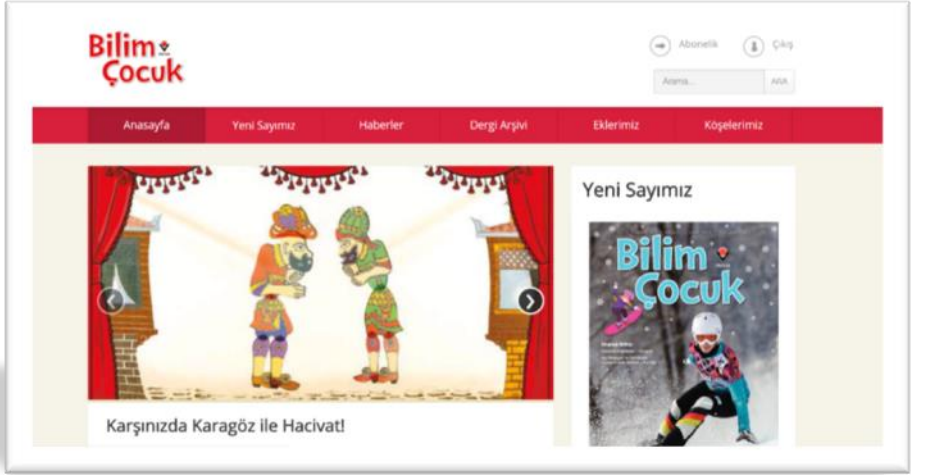 Bilim
Çocuk
Abonelik
Çıkış
Arama...
ARA
Anasayfa
Yeni Sayımız
Haberler
Dergi Arşivi
Eklerimiz
Köşelerimiz
Yeni Sayımız
Bilim
Çocuk
Karşınızda Karagöz ile Hacivat!